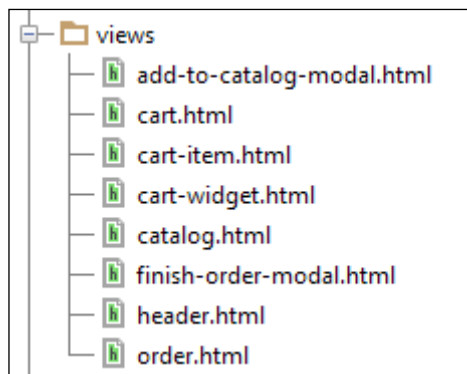 views
add-to-catalog-modal.html
cart.html
cart-item.html
cart-widget.html
catalog.html
finish-order-modal.html
header.html
order.html